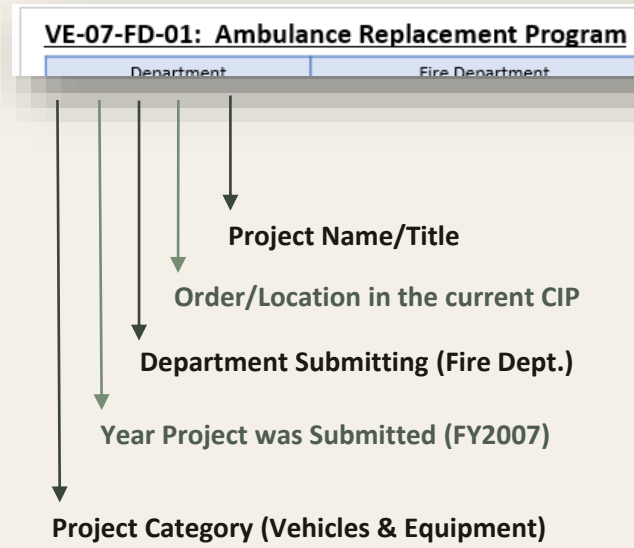 VE-07-FD-01: Ambulance Replacement Program
Department Fire Department
Project Name/Title
Order/Location in the current CIP
Department Submitting (Fire Dept.)
Year Project was Submitted (FY2007)
Project Category (Vehicles & Equipment)